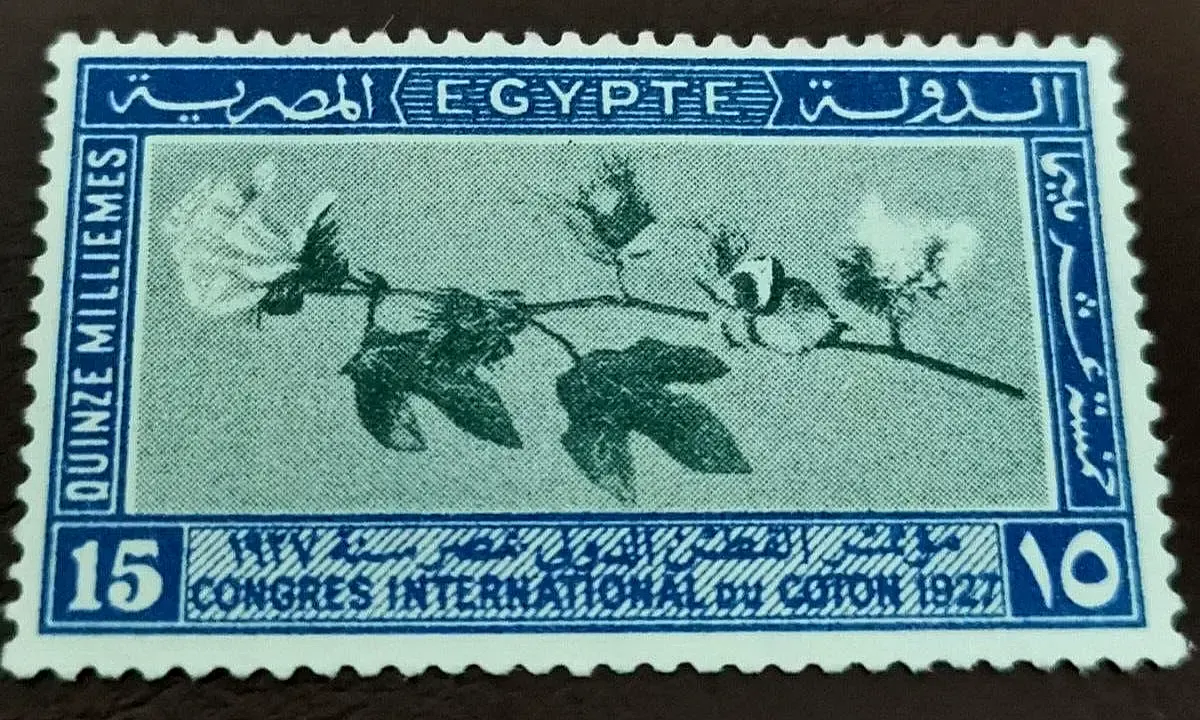 الدولة المصرية
EGYPTE
QUINZE MILLIEMES
خمسة عشر مليما
مؤتمر القطن الدولى بمصر سنة ١٩٢٧
CONGRES INTERNATIONAL DU COTON 1927
15
١٥